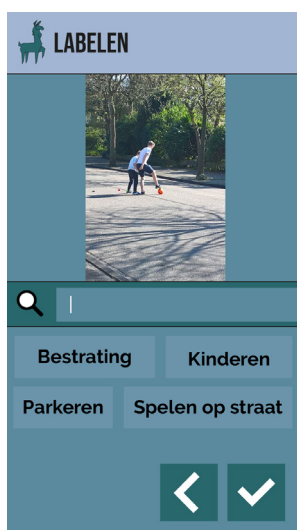 LABELEN
Bestrating
Kinderen
Parkeren
Spelen op straat